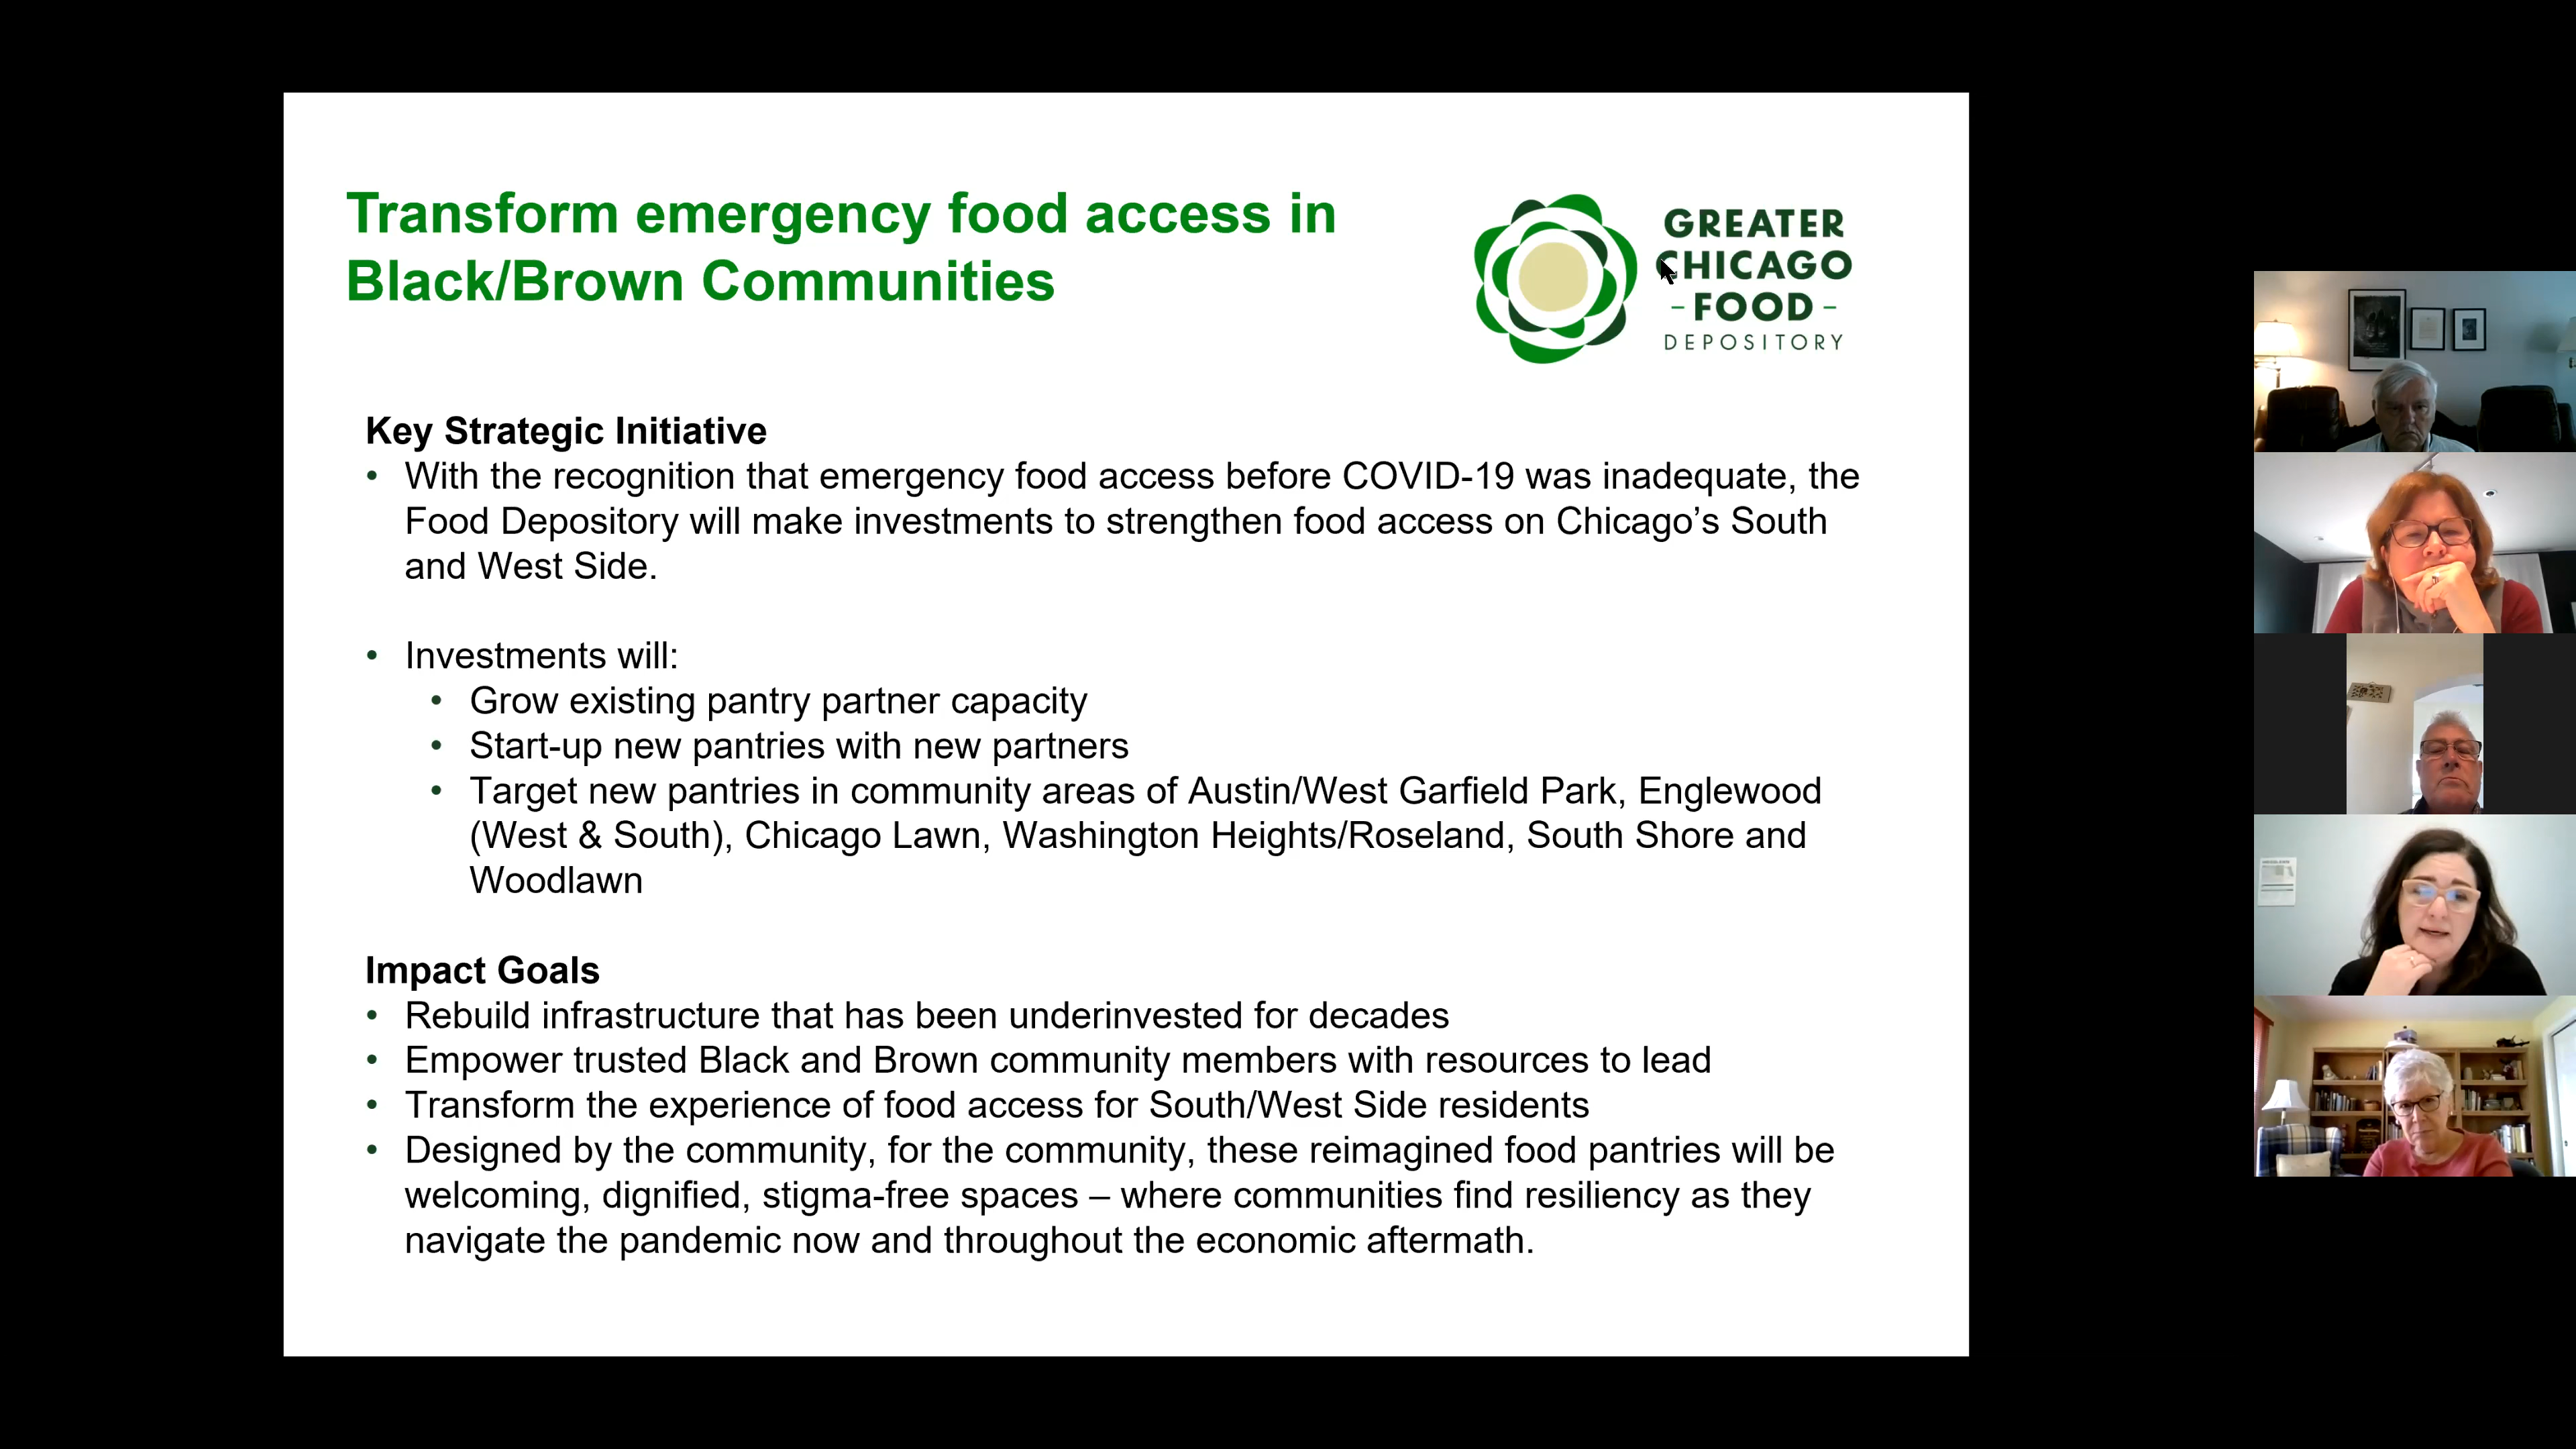 Transform emergency food access in
Black/Brown Communities
GREATER
CHICAGO
- FOOD -
DEPOSITORY
Key Strategic Initiative
• With the recognition that emergency food access before COVID-19 was inadequate, the
Food Depository will make investments to strengthen food access on Chicago’s South
and West Side.
• Investments will:
• Grow existing pantry partner capacity
• Start-up new pantries with new partners
• Target new pantries in community areas of Austin/West Garfield Park, Englewood
(West & South), Chicago Lawn, Washington Heights/Roseland, South Shore and
Woodlawn
Impact Goals
• Rebuild infrastructure that has been underinvested for decades
• Empower trusted Black and Brown community members with resources to lead
• Transform the experience of food access for South/West Side residents
• Designed by the community, for the community, these reimagined food pantries will be
welcoming, dignified, stigma-free spaces – where communities find resiliency as they
navigate the pandemic now and throughout the economic aftermath.